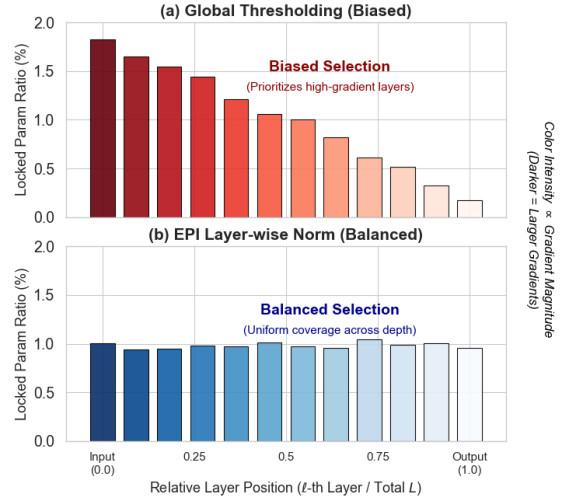 (a) Global Thresholding (Biased)
Locked Param Ratio (%)
2.0
1.5
1.0
0.5
0.0
Biased Selection
(Prioritizes high-gradient layers)
(b) EPI Layer-wise Norm (Balanced)
Locked Param Ratio (%)
2.0
1.5
1.0
0.5
0.0
Balanced Selection
(Uniform coverage across depth)
Input
(0.0)
0.25
0.5
0.75
Output
(1.0)
Relative Layer Position (ℓ-th Layer / Total L)
Color Intensity ∝ Gradient Magnitude
(Darker = Larger Gradients)